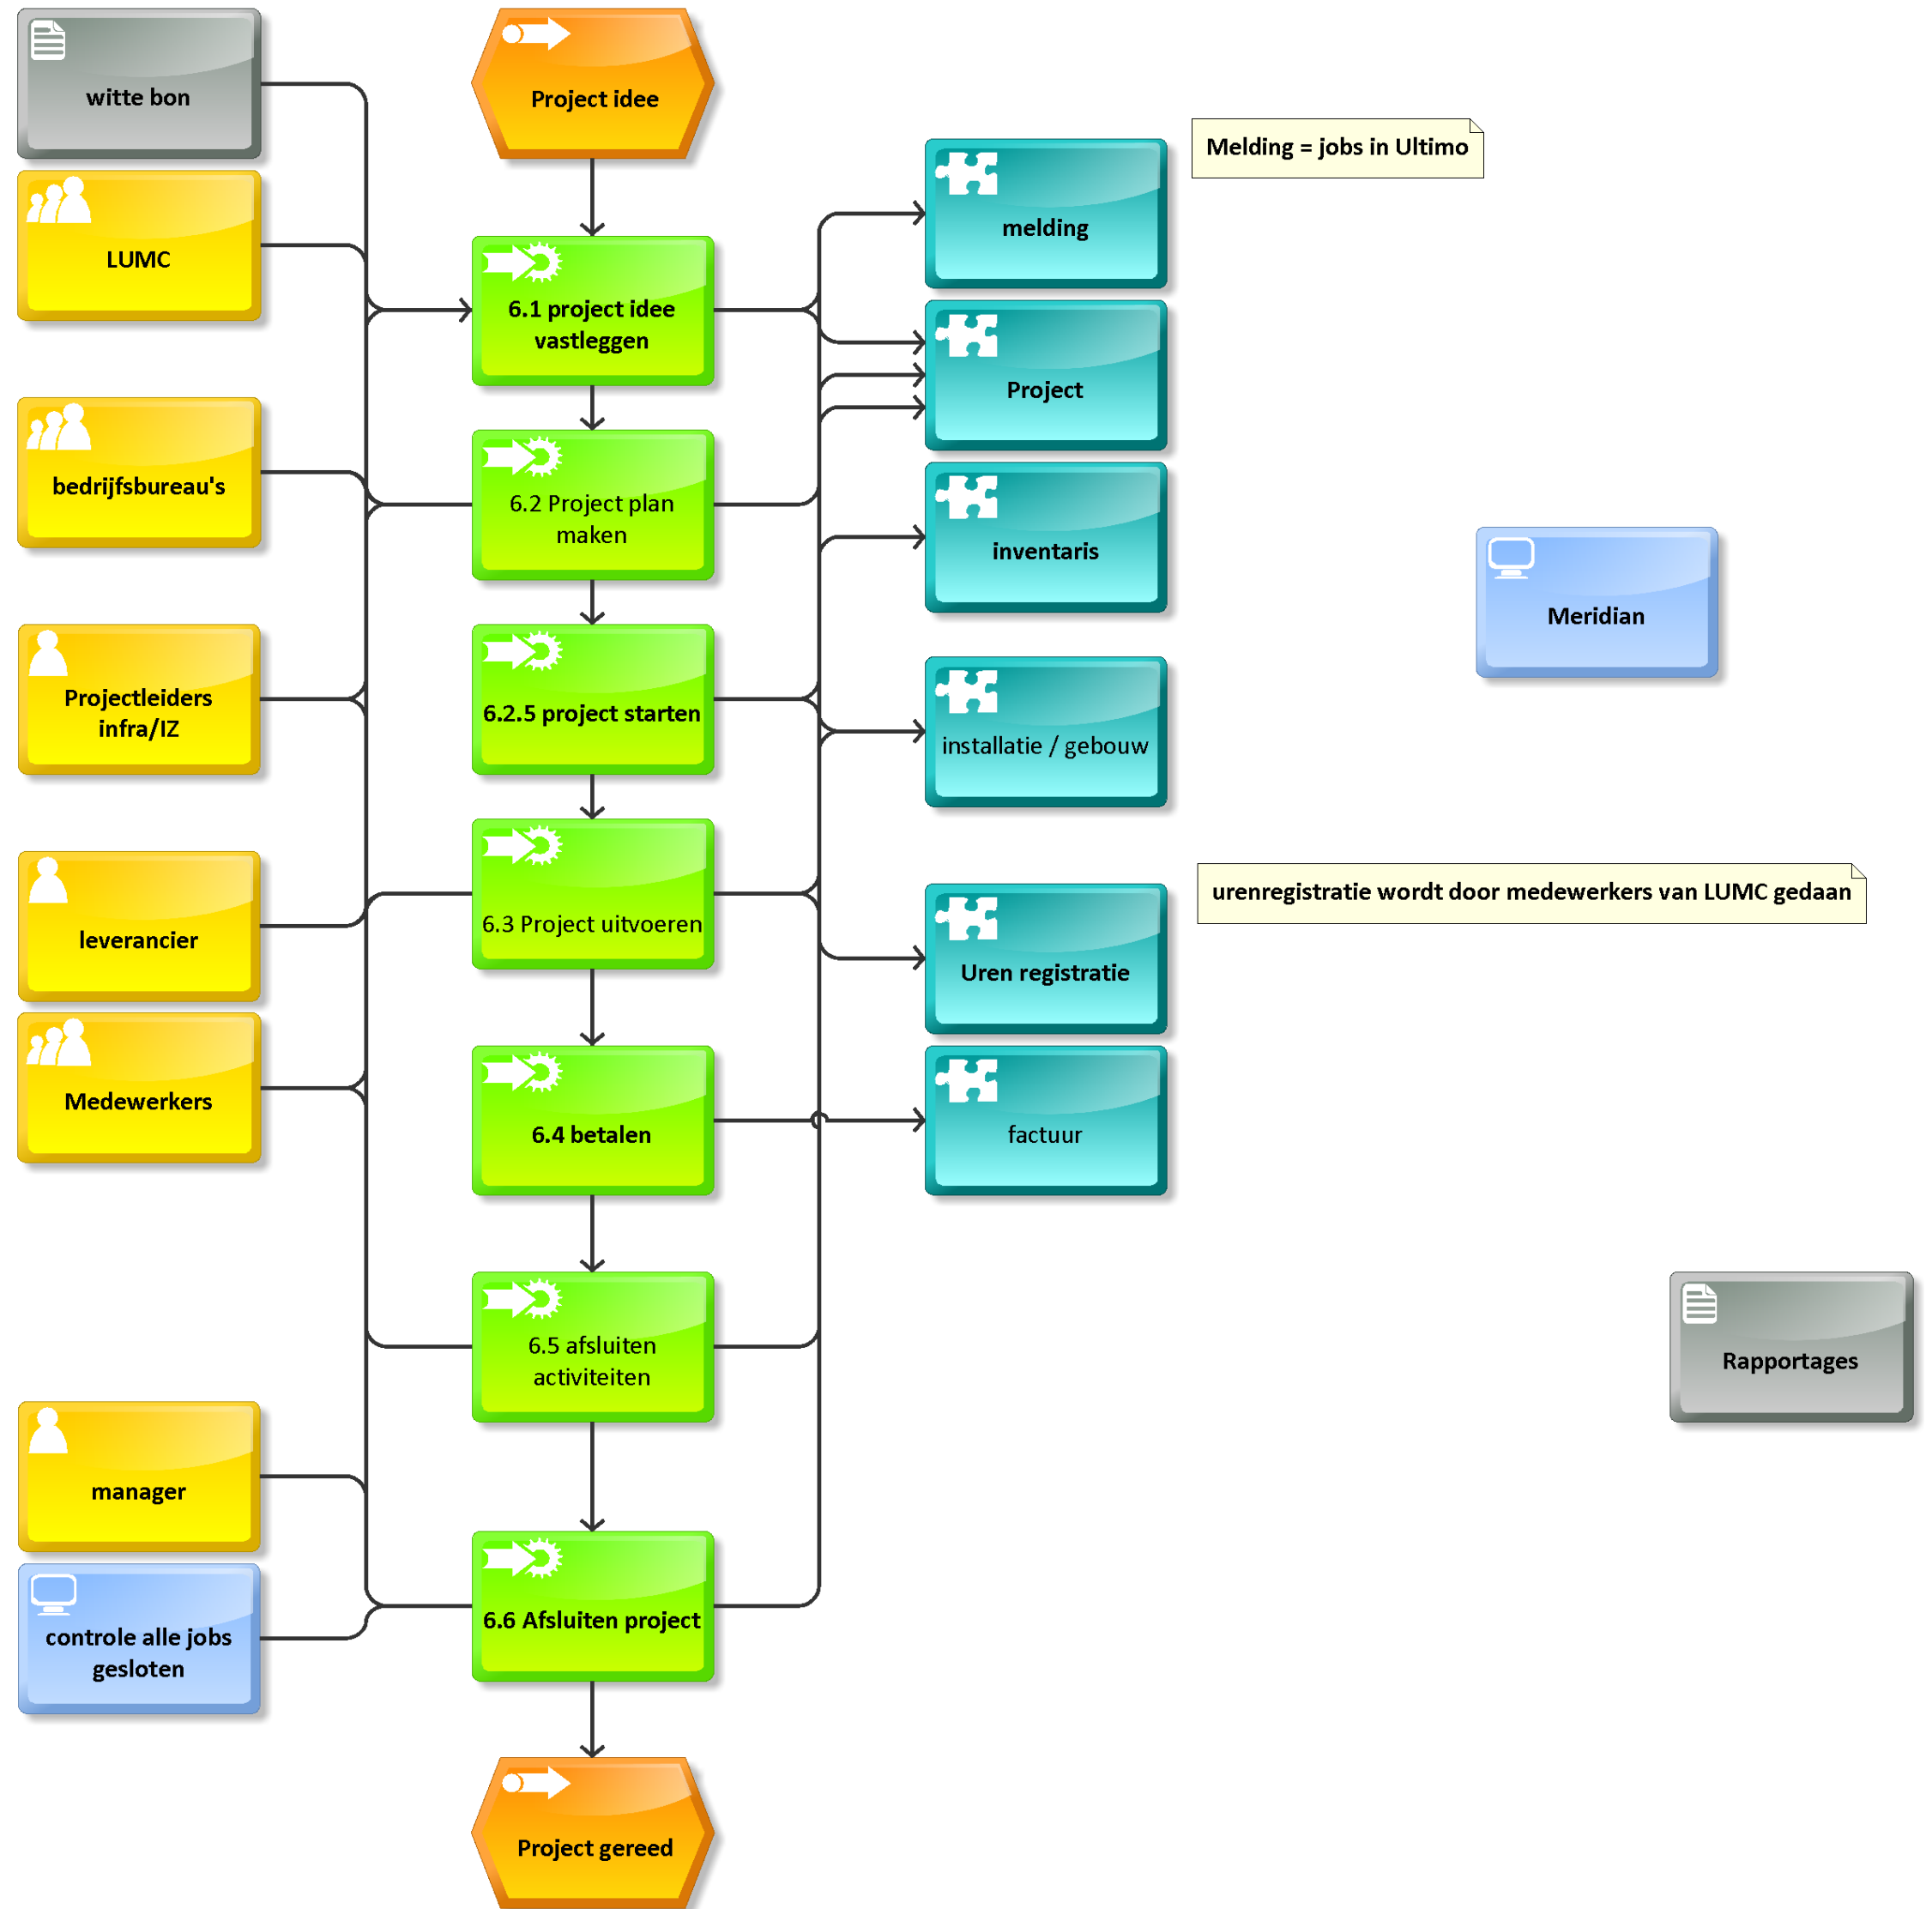 witte bon
Project idee
Melding = jobs in Ultimo
melding
LUMC
6.1 project idee
vastleggen
Project
bedrijfsbureau's
6.2 Project plan
maken
inventaris
Meridian
Projectleiders
infra/IZ
6.2.5 project starten
installatie / gebouw
leverancier
6.3 Project uitvoeren
urenregistratie wordt door medewerkers van LUMC gedaan
Uren registratie
Medewerkers
6.4 betalen
factuur
6.5 afsluiten
activiteiten
Rapportages
manager
controle alle jobs
gesloten
6.6 Afsluiten project
Project gereed